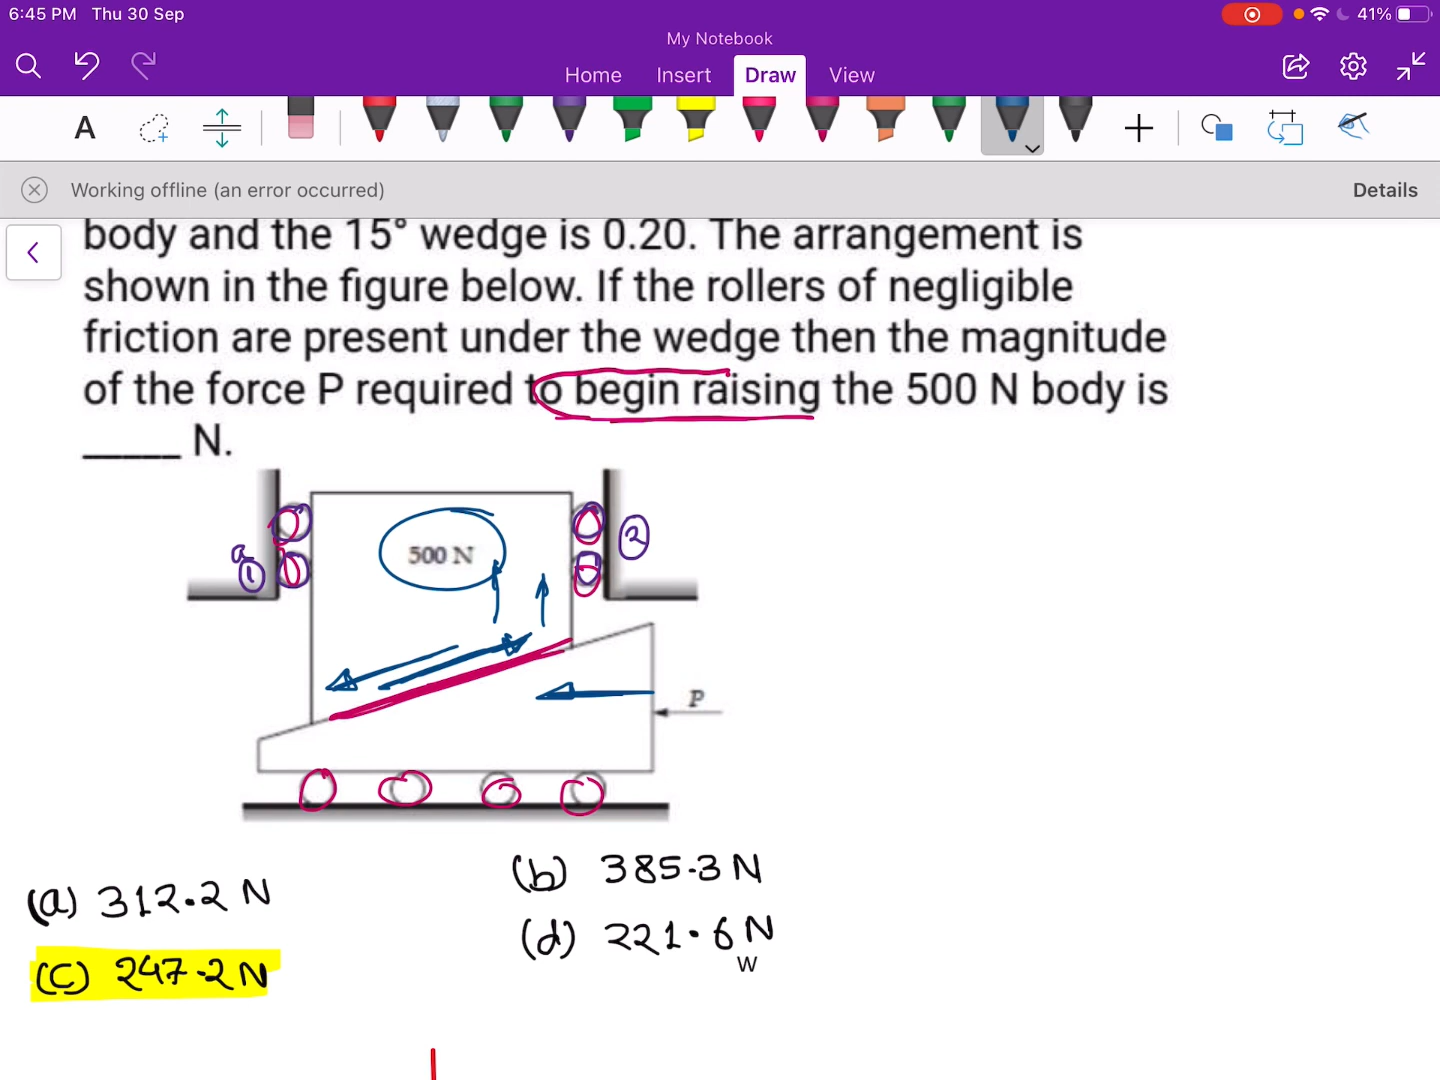 6:45 PM Thu 30 Sep
41%
My Notebook
Home Insert Draw View
A
Working offline (an error occurred)
Details
body and the 15° wedge is 0.20. The arrangement is
shown in the figure below. If the rollers of negligible
friction are present under the wedge then the magnitude
of the force P required to begin raising the 500 N body is
_____ N.
500 N
2
1
P
(a) 312.2 N
(b) 385.3 N
(c) 247.2 N
(d) 221.6 N
W